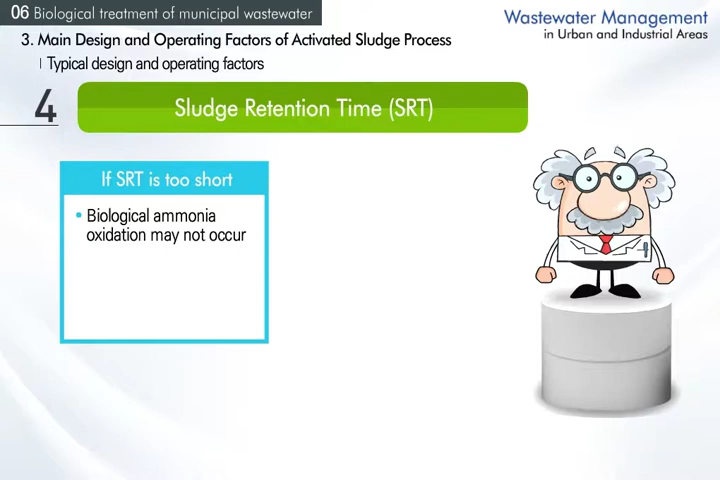 06 Biological treatment of municipal wastewater
Wastewater Management
in Urban and Industrial Areas
3. Main Design and Operating Factors of Activated Sludge Process
| Typical design and operating factors
4
Sludge Retention Time (SRT)
If SRT is too short
• Biological ammonia
oxidation may not occur